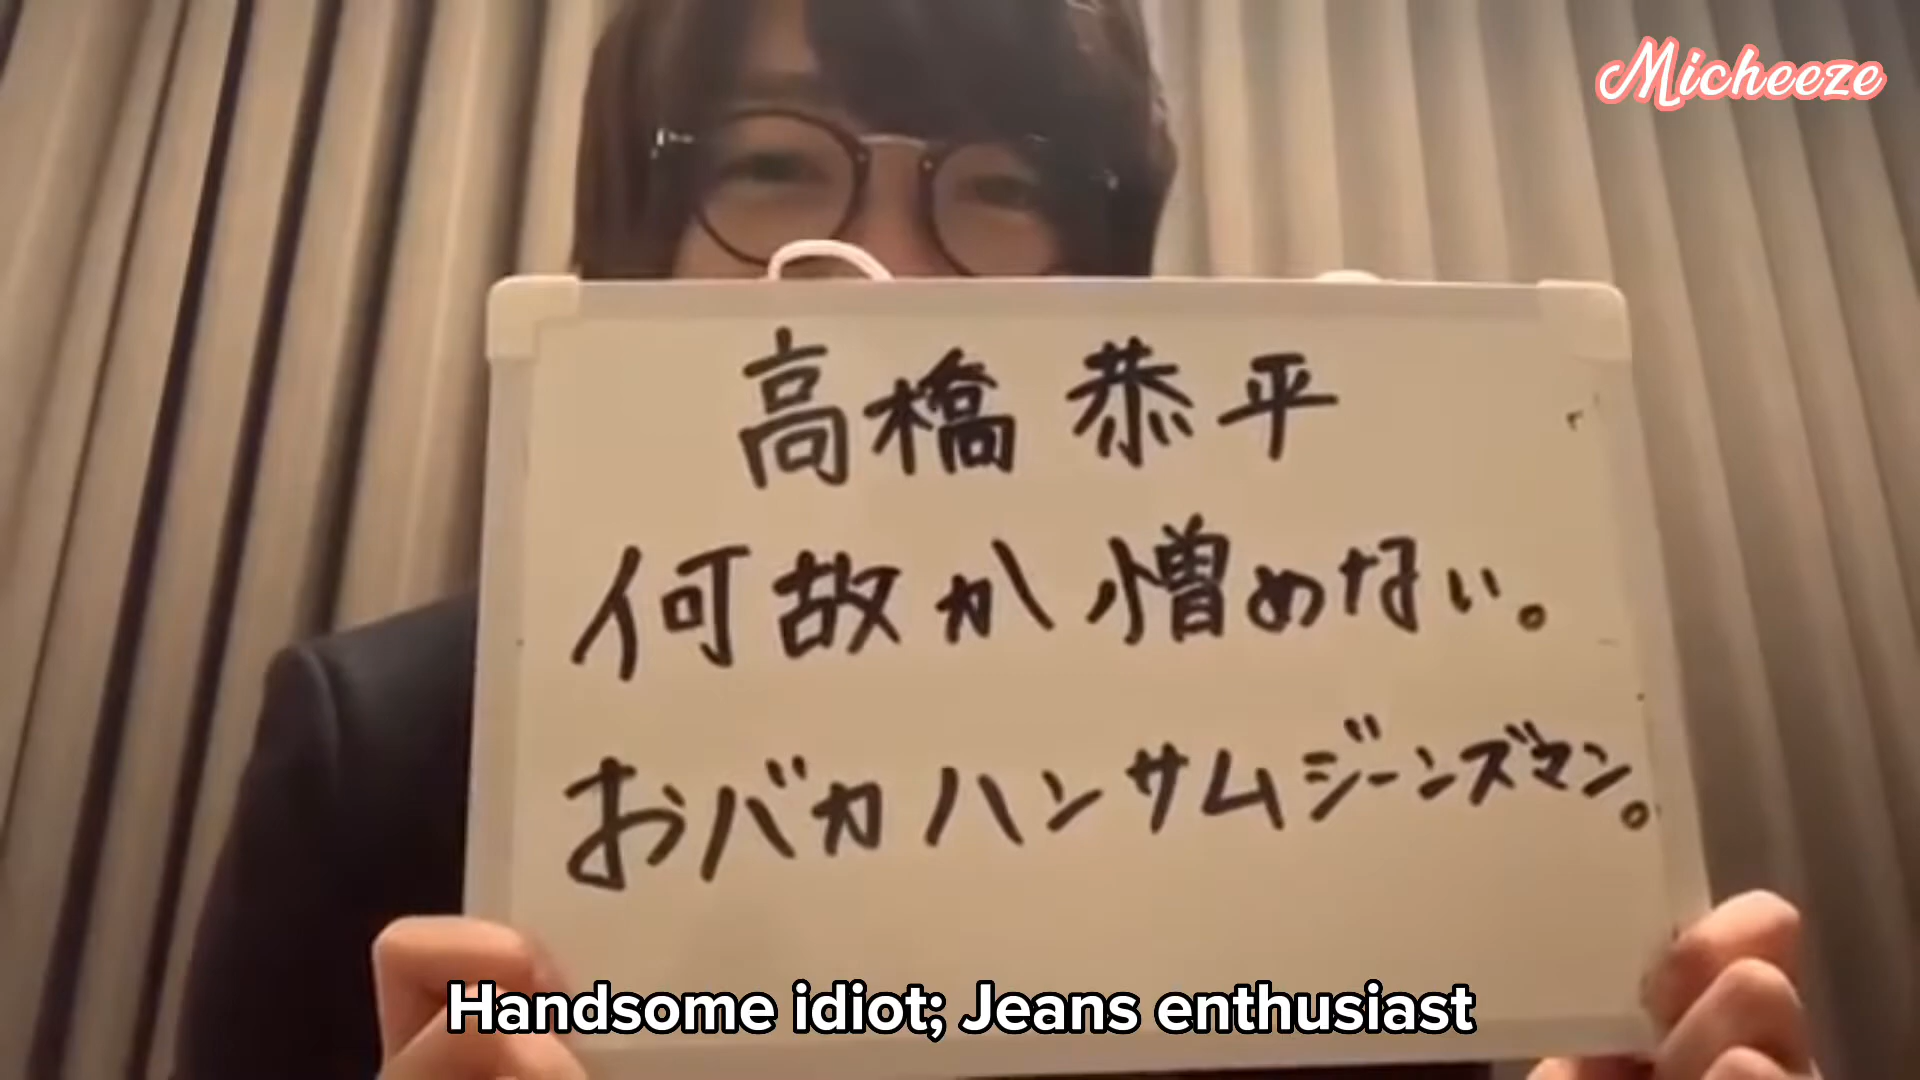 Micheeze
高橋 恭平
何故か憎めない。
おバカハンサムジーンズマン。
Handsome idiot; Jeans enthusiast